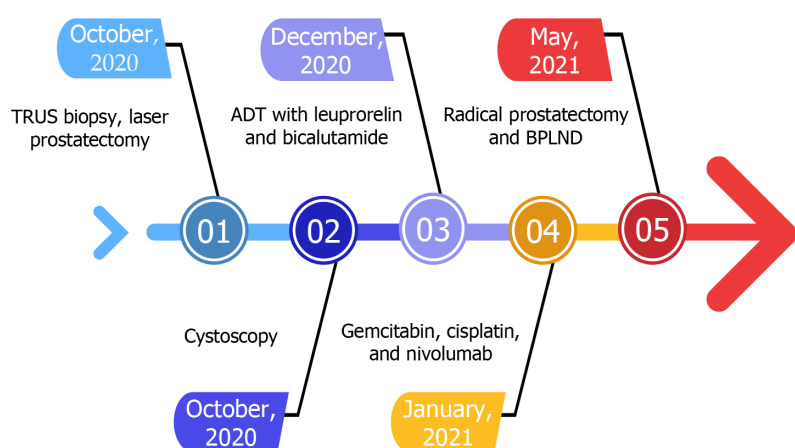 October,
2020
TRUS biopsy, laser
prostatectomy
December,
2020
ADT with leuprorelin
and bicalutamide
May,
2021
Radical prostatectomy
and BPLND
01
02
03
04
05
Cystoscopy
October,
2020
Gemcitabin, cisplatin,
and nivolumab
January,
2021